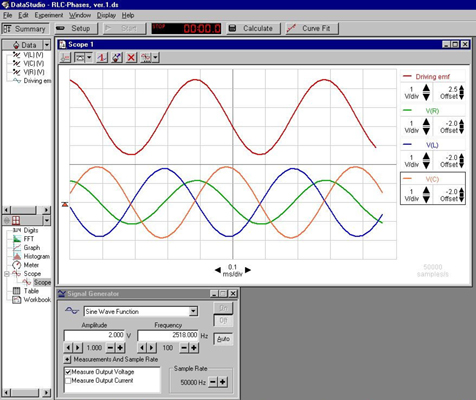 DataStudio - RLC-Phases, ver.1.ds
File Edit Experiment Window Display Help
Summary Setup Start STOP 00:00.0 Calculate Curve Fit
Data
V(L) (V)
V(C) (V)
V(R) (V)
Driving em
Digits
FFT
Graph
Histogram
Meter
Scope
Scope
Table
Workbook
Scope 1
Driving emf
1 2.5
V/div Offset
V(R)
1 -2.0
V/div Offset
V(L)
1 -2.0
V/div Offset
V(C)
1 -2.0
V/div Offset
0.1
ms/div
50000
samples/s
Signal Generator
Sine Wave Function
On
Off
Auto
Amplitude Frequency
2.000 V 2518.000 Hz
1.000 100
Measurements And Sample Rate
Measure Output Voltage
Measure Output Current
Sample Rate
50000 Hz